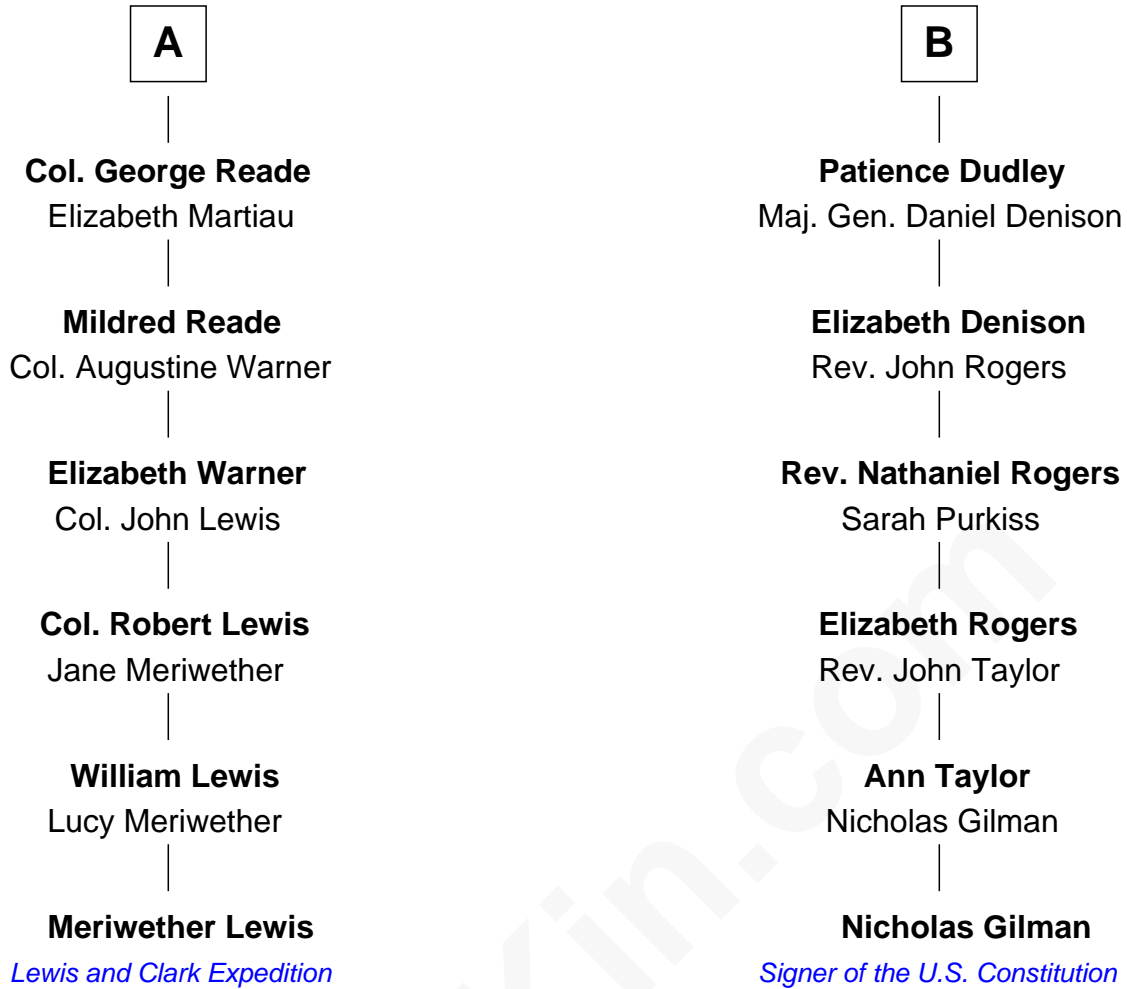 A
Col. George Reade
Elizabeth Martiau
Mildred Reade
Col. Augustine Warner
Elizabeth Warner
Col. John Lewis
Col. Robert Lewis
Jane Meriwether
William Lewis
Lucy Meriwether
Meriwether Lewis
Lewis and Clark Expedition
B
Patience Dudley
Maj. Gen. Daniel Denison
Elizabeth Denison
Rev. John Rogers
Rev. Nathaniel Rogers
Sarah Purkiss
Elizabeth Rogers
Rev. John Taylor
Ann Taylor
Nicholas Gilman
Nicholas Gilman
Signer of the U.S. Constitution
Kin.com